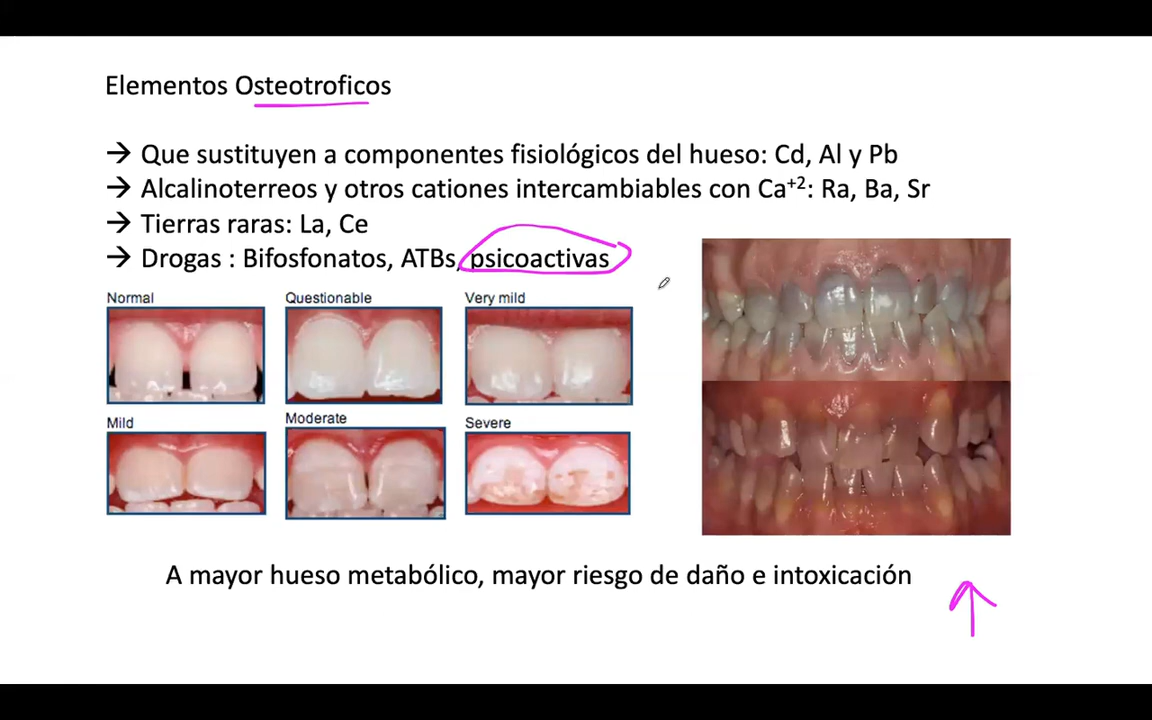 Elementos Osteotroficos
→ Que sustituyen a componentes fisiológicos del hueso: Cd, Al y Pb
→ Alcalinoterreos y otros cationes intercambiables con Ca⁺²: Ra, Ba, Sr
→ Tierras raras: La, Ce
→ Drogas : Bifosfonatos, ATBs, psicoactivas
Normal
Questionable
Very mild
Mild
Moderate
Severe
A mayor hueso metabólico, mayor riesgo de daño e intoxicación